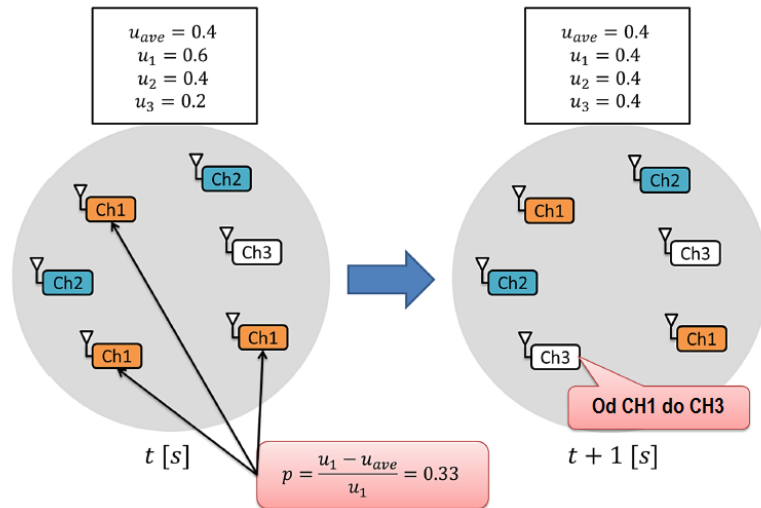 u_ave = 0.4
u_1 = 0.6
u_2 = 0.4
u_3 = 0.2
u_ave = 0.4
u_1 = 0.4
u_2 = 0.4
u_3 = 0.4
Ch2
Ch1
Ch3
Ch2
Ch1
Ch1
Ch2
Ch1
Ch3
Ch2
Ch1
Ch3
Od CH1 do CH3
t [s]
t + 1 [s]
p = (u_1 − u_ave) / u_1 = 0.33